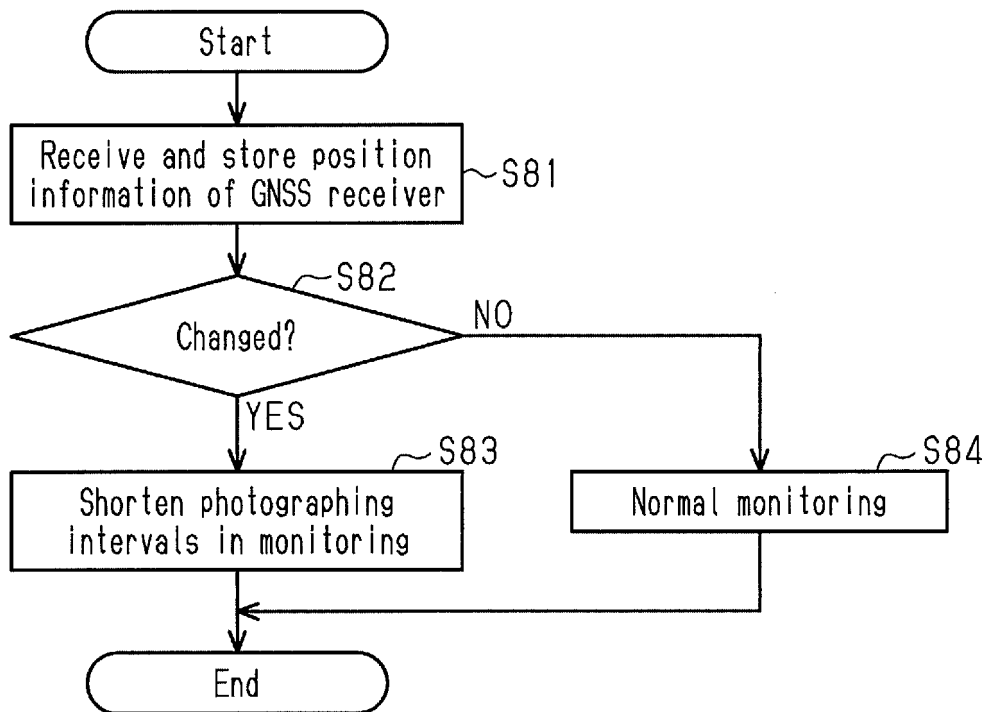 Start
Receive and store position
information of GNSS receiver
S81
S82
Changed?
NO
YES
S83
Shorten photographing
intervals in monitoring
S84
Normal monitoring
End